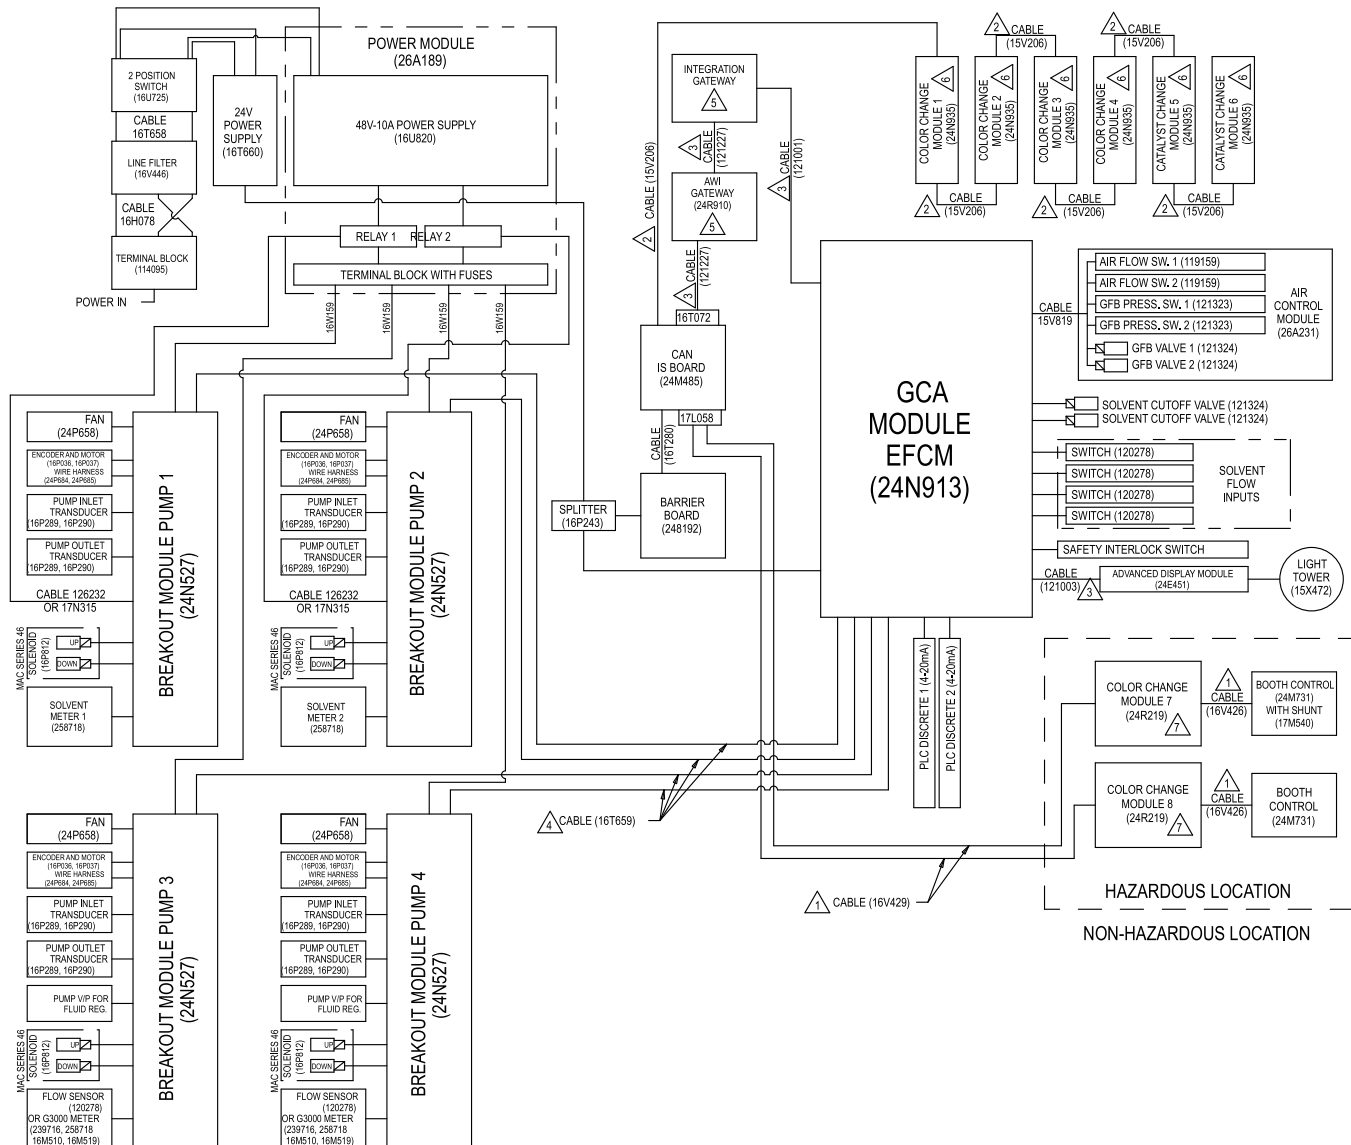 POWER MODULE
(26A189)
2 POSITION
SWITCH
(16U725)
CABLE
16T658
LINE FILTER
(16V446)
CABLE
16H078
TERMINAL BLOCK
(114095)
POWER IN
24V
POWER
SUPPLY
(16T660)
48V-10A POWER SUPPLY
(16U820)
RELAY 1
RELAY 2
TERMINAL BLOCK WITH FUSES
16W159
16W159
16W159
16W159
INTEGRATION
GATEWAY
5
3
CABLE
(121227)
AWI
GATEWAY
(24R910)
5
3
CABLE
(121227)
3
CABLE
(121001)
2
CABLE (15V206)
16T072
CAN
IS BOARD
(24M485)
17L058
CABLE
(16T280)
BARRIER
BOARD
(248192)
SPLITTER
(16P243)
2
CABLE
(15V206)
2
CABLE
(15V206)
COLOR CHANGE
MODULE 1
(24N935)
6
COLOR CHANGE
MODULE 2
(24N935)
6
COLOR CHANGE
MODULE 3
(24N935)
6
COLOR CHANGE
MODULE 4
(24N935)
6
CATALYST CHANGE
MODULE 5
(24N935)
6
CATALYST CHANGE
MODULE 6
(24N935)
6
2
CABLE
(15V206)
2
CABLE
(15V206)
2
CABLE
(15V206)
GCA
MODULE
EFCM
(24N913)
CABLE
15V819
AIR FLOW SW. 1 (119159)
AIR FLOW SW. 2 (119159)
GFB PRESS. SW. 1 (121323)
GFB PRESS. SW. 2 (121323)
GFB VALVE 1 (121324)
GFB VALVE 2 (121324)
AIR
CONTROL
MODULE
(26A231)
SOLVENT CUTOFF VALVE (121324)
SOLVENT CUTOFF VALVE (121324)
SWITCH (120278)
SWITCH (120278)
SWITCH (120278)
SWITCH (120278)
SOLVENT
FLOW
INPUTS
SAFETY INTERLOCK SWITCH
CABLE
(121003)
3
ADVANCED DISPLAY MODULE
(24E451)
LIGHT
TOWER
(15X472)
PLC DISCRETE 1 (4-20mA)
PLC DISCRETE 2 (4-20mA)
COLOR CHANGE
MODULE 7
(24R219)
7
1
CABLE
(16V426)
BOOTH CONTROL
(24M731)
WITH SHUNT
(17M540)
COLOR CHANGE
MODULE 8
(24R219)
7
1
CABLE
(16V426)
BOOTH
CONTROL
(24M731)
HAZARDOUS LOCATION
NON-HAZARDOUS LOCATION
4
CABLE (16T659)
1
CABLE (16V429)
FAN
(24P658)
ENCODER AND MOTOR
(16P036, 16P037)
WIRE HARNESS
(24P684, 24P685)
PUMP INLET
TRANSDUCER
(16P289, 16P290)
PUMP OUTLET
TRANSDUCER
(16P289, 16P290)
CABLE 126232
OR 17N315
MAC SERIES 46
SOLENOID
(16P812)
UP
DOWN
SOLVENT
METER 1
(258718)
BREAKOUT MODULE PUMP 1
(24N527)
FAN
(24P658)
ENCODER AND MOTOR
(16P036, 16P037)
WIRE HARNESS
(24P684, 24P685)
PUMP INLET
TRANSDUCER
(16P289, 16P290)
PUMP OUTLET
TRANSDUCER
(16P289, 16P290)
CABLE 126232
OR 17N315
MAC SERIES 46
SOLENOID
(16P812)
UP
DOWN
SOLVENT
METER 2
(258718)
BREAKOUT MODULE PUMP 2
(24N527)
FAN
(24P658)
ENCODER AND MOTOR
(16P036, 16P037)
WIRE HARNESS
(24P684, 24P685)
PUMP INLET
TRANSDUCER
(16P289, 16P290)
PUMP OUTLET
TRANSDUCER
(16P289, 16P290)
PUMP V/P FOR
FLUID REG.
MAC SERIES 46
SOLENOID
(16P812)
UP
DOWN
FLOW SENSOR
(120278)
OR G3000 METER
(239716, 258718
16M510, 16M519)
BREAKOUT MODULE PUMP 3
(24N527)
FAN
(24P658)
ENCODER AND MOTOR
(16P036, 16P037)
WIRE HARNESS
(24P684, 24P685)
PUMP INLET
TRANSDUCER
(16P289, 16P290)
PUMP OUTLET
TRANSDUCER
(16P289, 16P290)
PUMP V/P FOR
FLUID REG.
MAC SERIES 46
SOLENOID
(16P812)
UP
DOWN
FLOW SENSOR
(120278)
OR G3000 METER
(239716, 258718
16M510, 16M519)
BREAKOUT MODULE PUMP 4
(24N527)